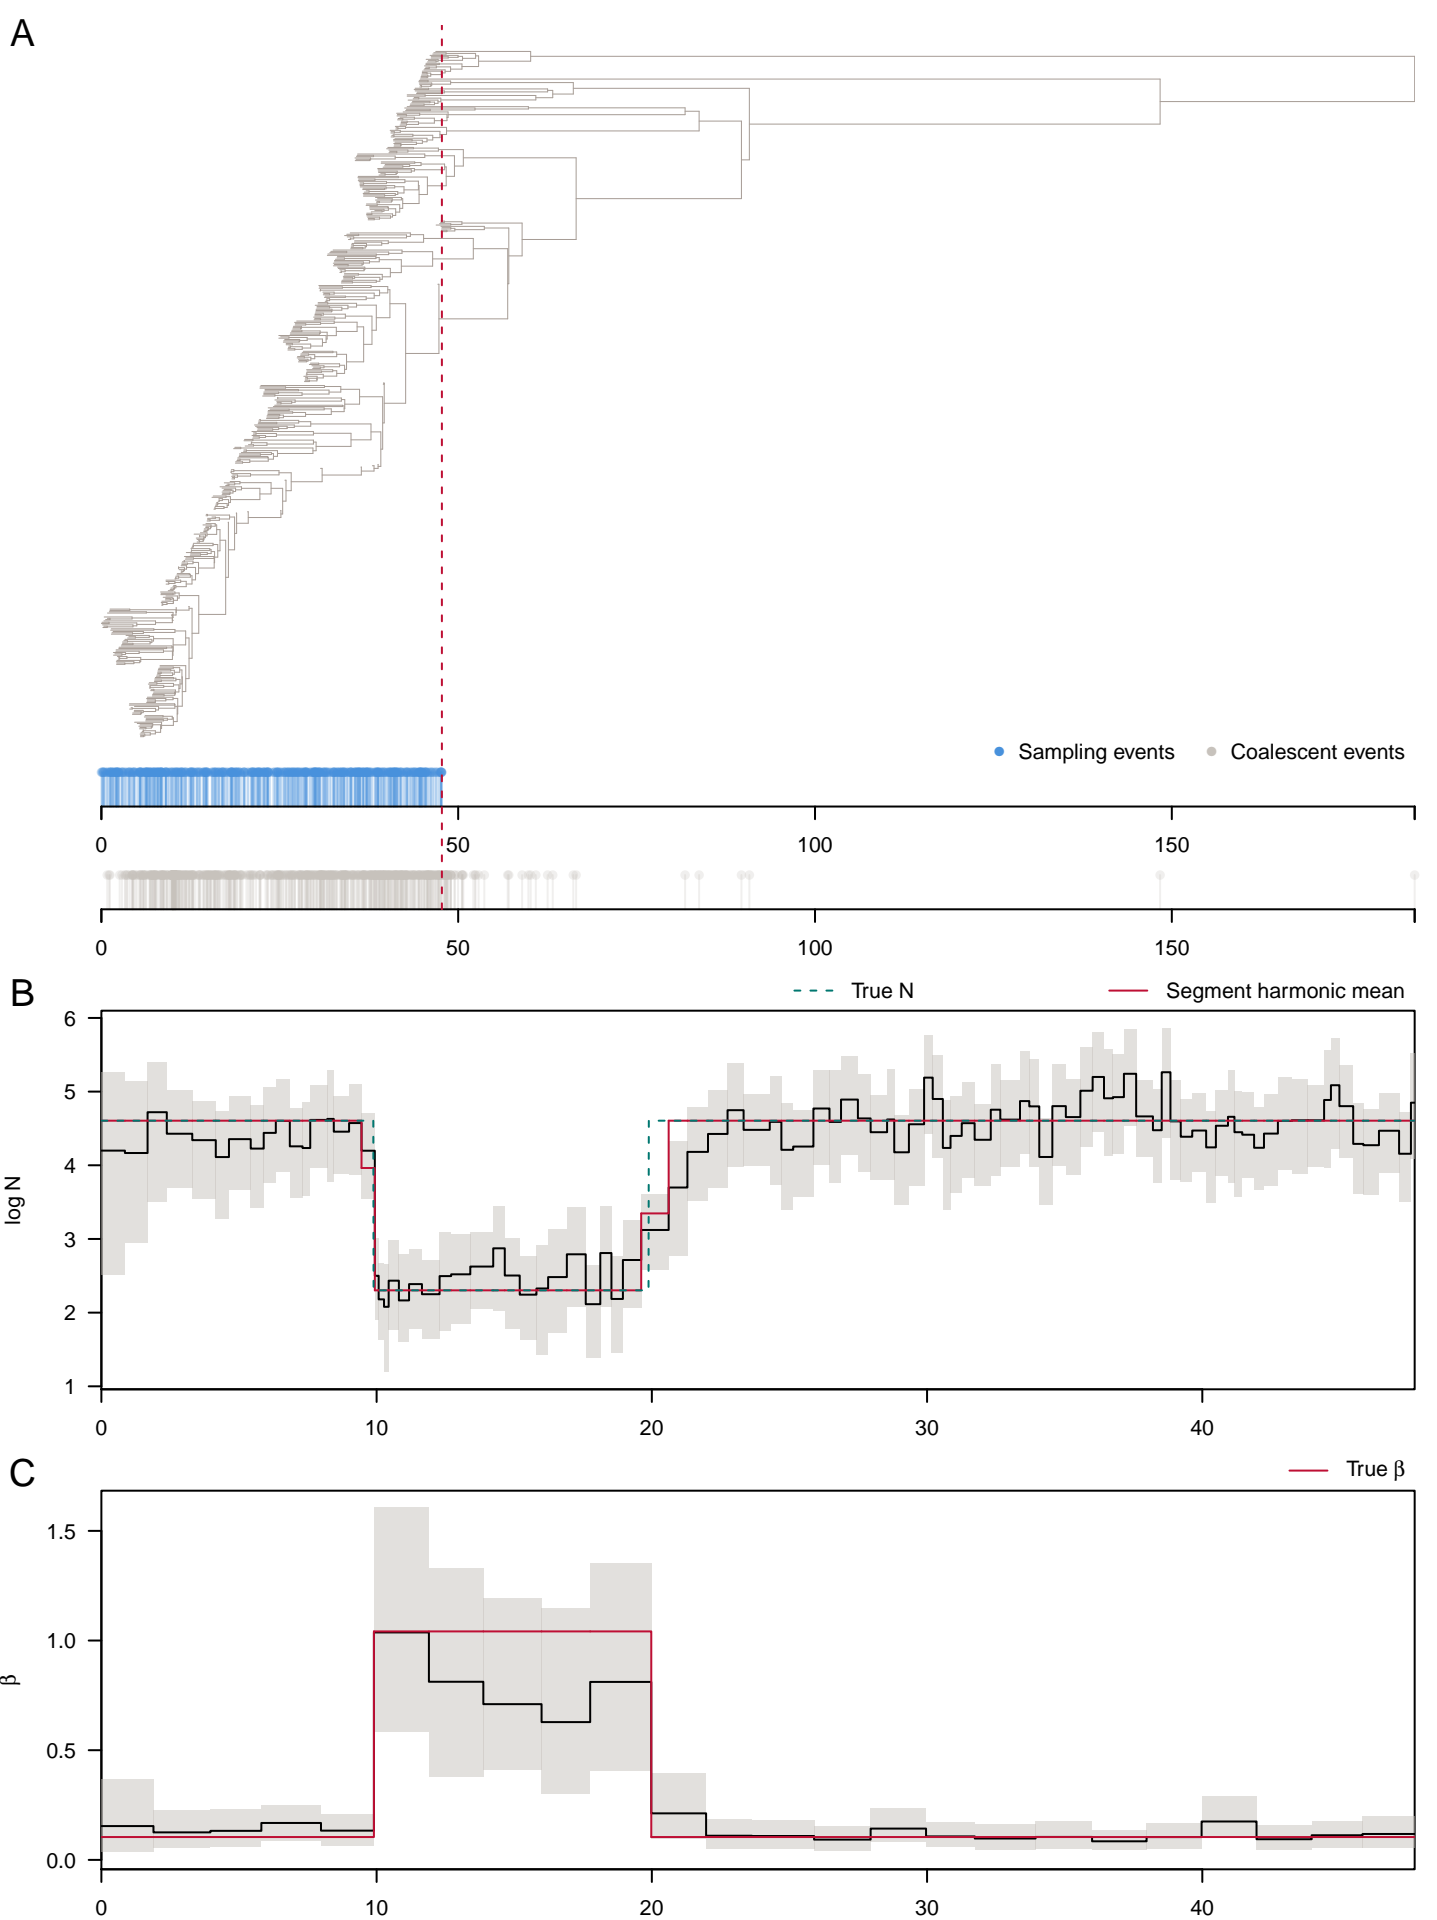 A
Sampling events Coalescent events
0 50 100 150
0 50 100 150
B
True N Segment harmonic mean
6
5
4
3
2
1
log N
0 10 20 30 40
C
True β
1.5
1.0
0.5
0.0
β
0 10 20 30 40